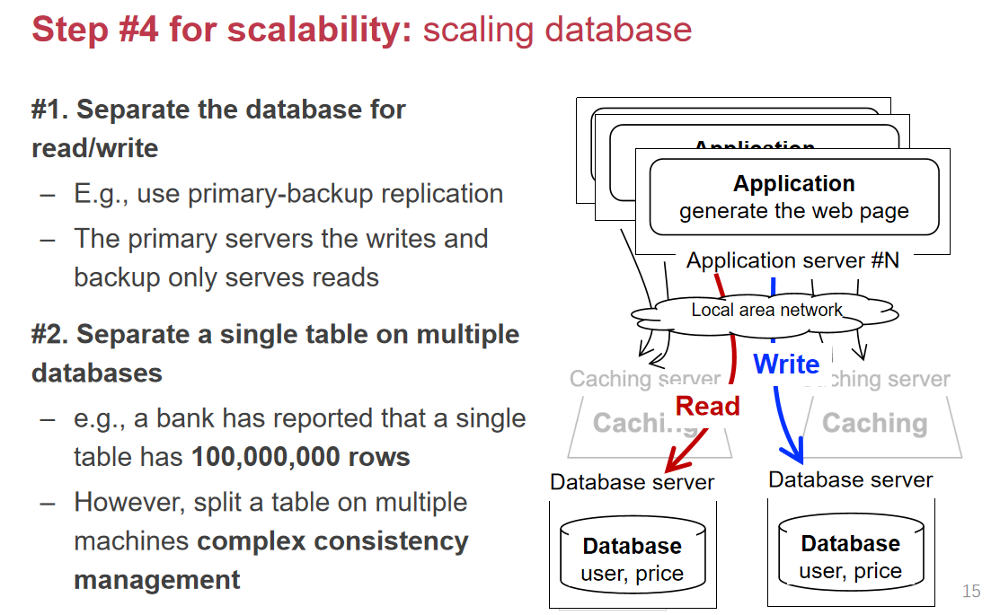 Step #4 for scalability: scaling database
#1. Separate the database for
read/write
– E.g., use primary-backup replication
– The primary servers the writes and
backup only serves reads
#2. Separate a single table on multiple
databases
– e.g., a bank has reported that a single
table has 100,000,000 rows
– However, split a table on multiple
machines complex consistency
management
Application
Application
generate the web page
Application server #N
Local area network
Write
Caching server
ching server
Read
Caching
Caching
Database server
Database server
Database
user, price
Database
user, price
15